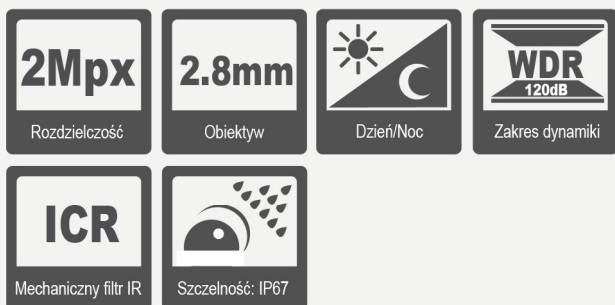 2Mpx
Rozdzielczość
2.8mm
Obiektyw
Dzień/Noc
WDR
120dB
Zakres dynamiki
ICR
Mechaniczny filtr IR
Szczelność: IP67